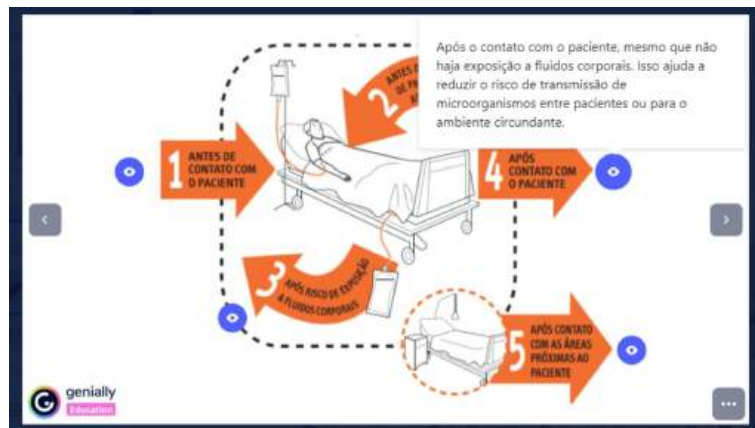 Após o contato com o paciente, mesmo que não
haja exposição a fluidos corporais. Isso ajuda a
reduzir o risco de transmissão de
microorganismos entre pacientes ou para o
ambiente circundante.
1 ANTES DE
CONTATO COM
O PACIENTE
2 ANTES D
DE P
4 APÓS
CONTATO COM
O PACIENTE
3 APÓS RISCO DE EXPOSIÇÃO
À FLUIDOS CORPORAIS
5 APÓS CONTATO
COM AS ÁREAS
PRÓXIMAS AO
PACIENTE
genially
Education